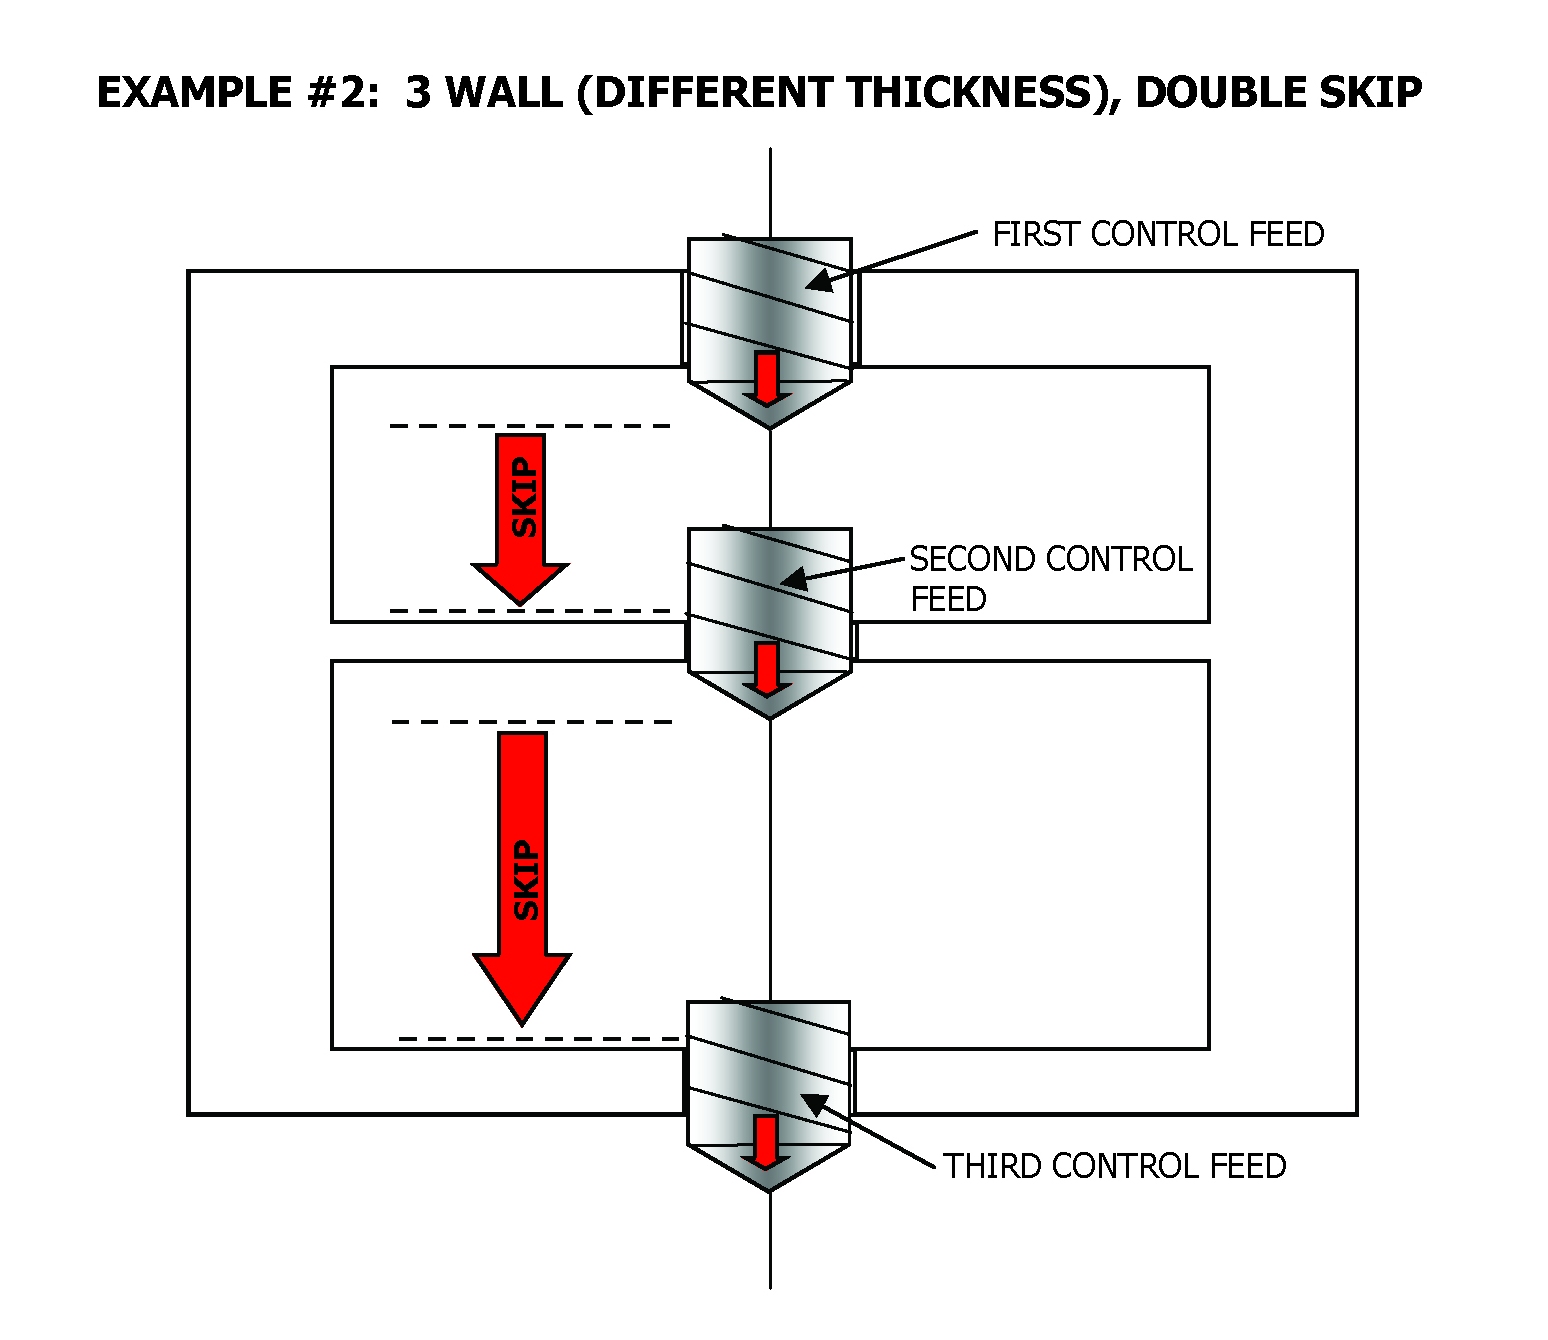 EXAMPLE #2: 3 WALL (DIFFERENT THICKNESS), DOUBLE SKIP
FIRST CONTROL FEED
SKIP
SECOND CONTROL
FEED
SKIP
THIRD CONTROL FEED